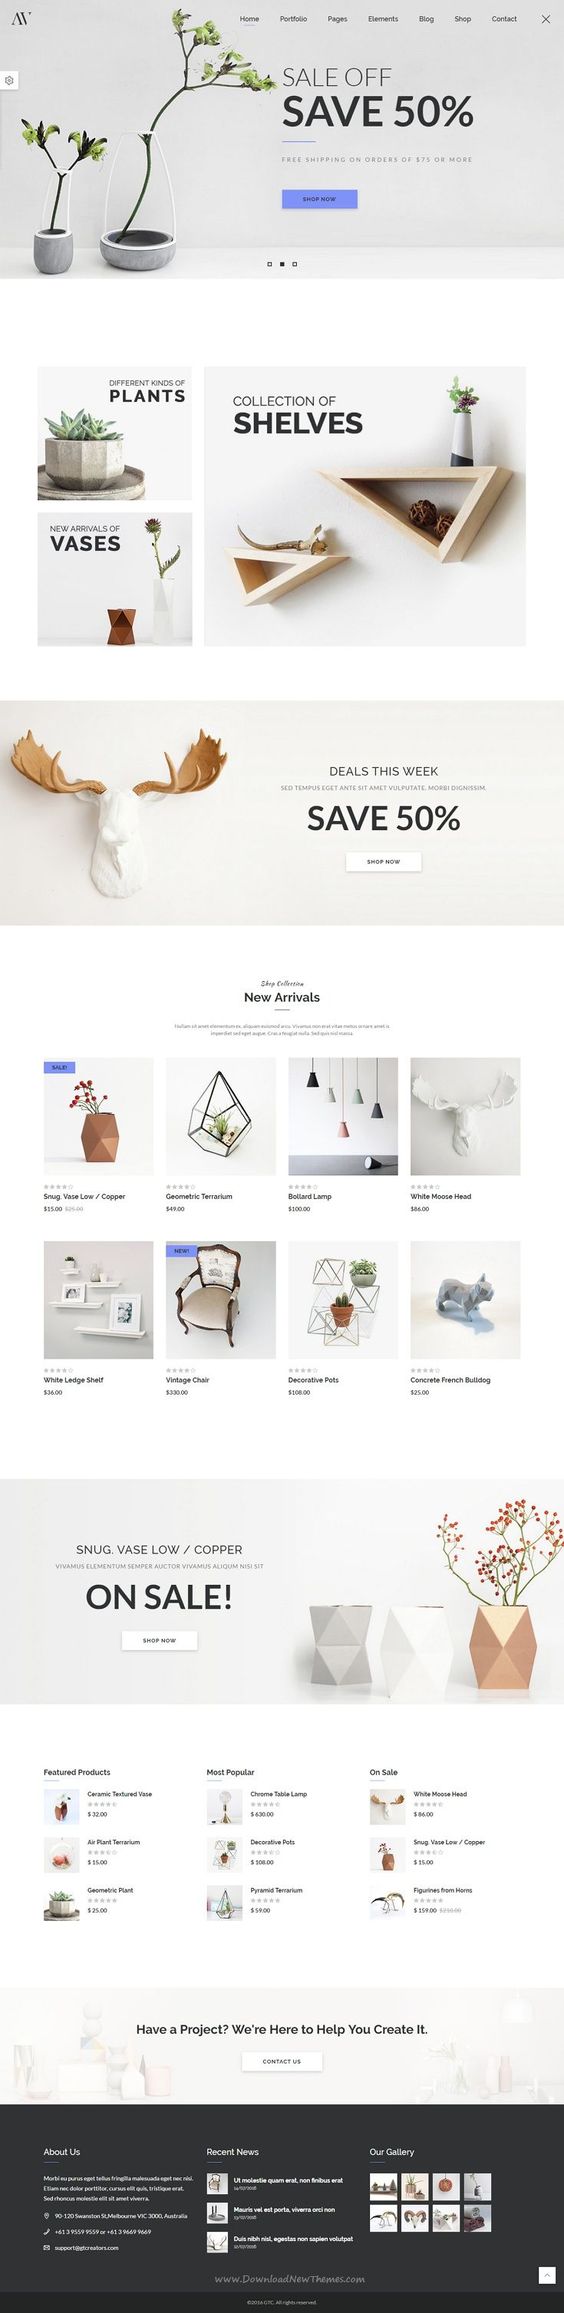 AV
Home Portfolio Pages Elements Blog Shop Contact
SALE OFF
SAVE 50%
FREE SHIPPING ON ORDERS OF $75 OR MORE
SHOP NOW
DIFFERENT KINDS OF
PLANTS
COLLECTION OF
SHELVES
NEW ARRIVALS OF
VASES
DEALS THIS WEEK
SED TEMPUS EGET ANTE SIT AMET VULPUTATE. MORBI DIGNISSIM.
SAVE 50%
SHOP NOW
Shop Collection
New Arrivals
Nullam sit amet elementum ex, aliquam euismod arcu. Vivamus non erat vitae metus ornare amet is
imperdiet sed eget augue. Cras a feugiat nulla. Sed quis nisl massa.
SALE!
Snug. Vase Low / Copper
$15.00 $25.00
Geometric Terrarium
$49.00
Bollard Lamp
$100.00
White Moose Head
$86.00
White Ledge Shelf
$36.00
NEW!
Vintage Chair
$330.00
Decorative Pots
$108.00
Concrete French Bulldog
$25.00
SNUG. VASE LOW / COPPER
VIVAMUS ELEMENTUM SEMPER AUCTOR VIVAMUS ALIQUM NISI SIT
ON SALE!
SHOP NOW
Featured Products
Ceramic Textured Vase
$ 32.00
Air Plant Terrarium
$ 15.00
Geometric Plant
$ 25.00
Most Popular
Chrome Table Lamp
$ 630.00
Decorative Pots
$ 108.00
Pyramid Terrarium
$ 59.00
On Sale
White Moose Head
$ 86.00
Snug. Vase Low / Copper
$ 15.00
Figurines from Horns
$ 159.00 $210.00
Have a Project? We're Here to Help You Create It.
CONTACT US
About Us
Morbi eu purus eget tellus fringilla malesuada eget nec nisi.
Etiam nec dolor porttitor, cursus elit quis, tristique erat.
Sed rhoncus molestie elit sit amet viverra.
90-120 Swanston St,Melbourne VIC 3000, Australia
+61 3 9559 9559 or +61 3 9669 9669
support@gtcreators.com
Recent News
Ut molestie quam erat, non finibus erat
14/07/2016
Mauris vel est porta, viverra orci non
13/07/2016
Duis nibh nisl, egestas non sapien volutpat
12/07/2016
Our Gallery
www.DownloadNewThemes.com
©2016 GTC. All rights reserved.